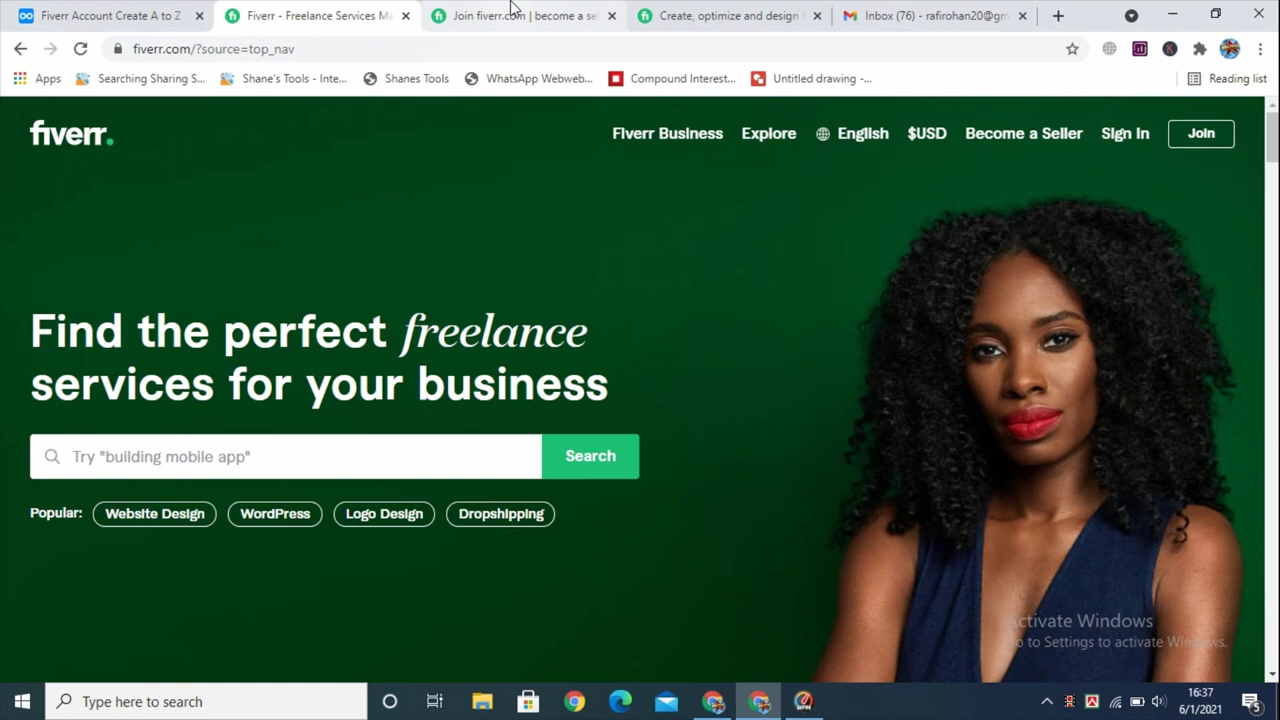 Fiverr Account Create A to Z
Fiverr - Freelance Services Ma
Join fiverr.com | become a se
Create, optimize and design
Inbox (76) - rafirohan20@gm
fiverr.com/?source=top_nav
Apps
Searching Sharing S...
Shane's Tools - Inte...
Shanes Tools
WhatsApp Webweb...
Compound Interest...
Untitled drawing -...
Reading list
fiverr.
Fiverr Business
Explore
English
$USD
Become a Seller
Sign In
Join
Find the perfect freelance
services for your business
Try "building mobile app"
Search
Popular:
Website Design
WordPress
Logo Design
Dropshipping
Activate Windows
Go to Settings to activate Windows.
Type here to search
16:37
6/1/2021
5